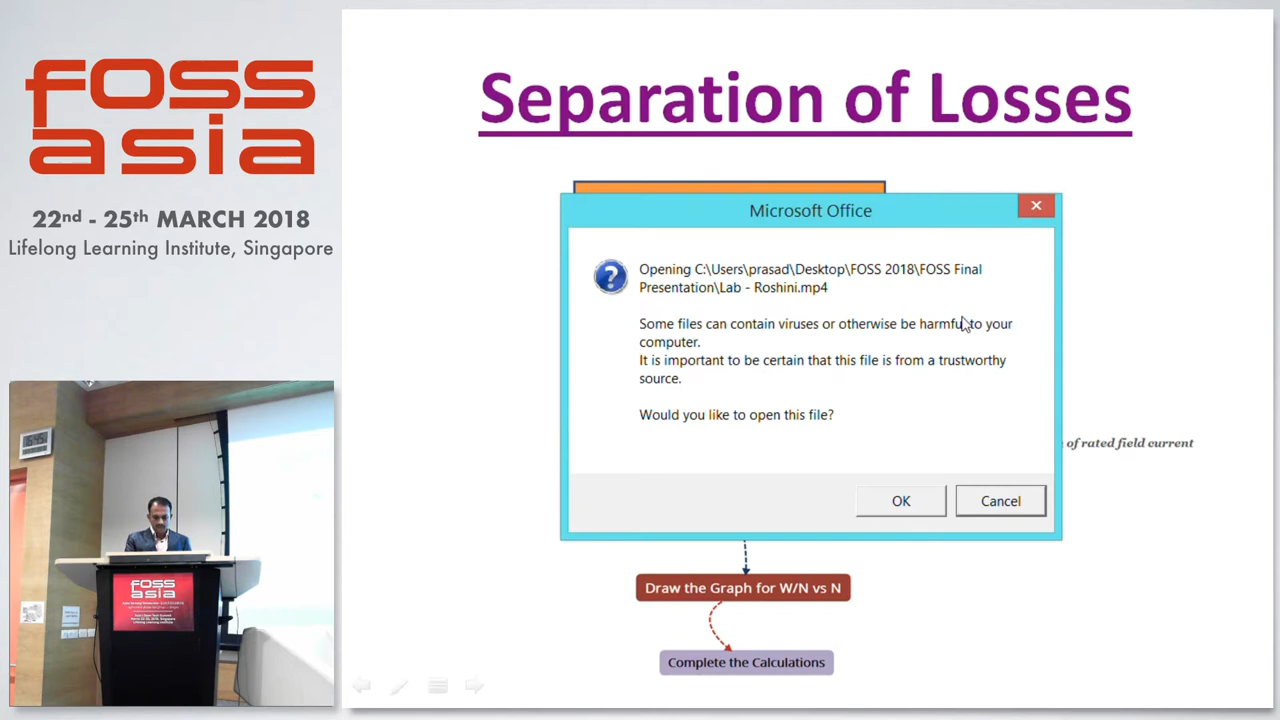 FOSS
asia
22nd - 25th MARCH 2018
Lifelong Learning Institute, Singapore
Separation of Losses
Microsoft Office
Opening C:\Users\prasad\Desktop\FOSS 2018\FOSS Final
Presentation\Lab - Roshini.mp4
Some files can contain viruses or otherwise be harmful to your
computer.
It is important to be certain that this file is from a trustworthy
source.
Would you like to open this file?
OK
Cancel
of rated field current
Draw the Graph for W/N vs N
Complete the Calculations
FOSS
asia